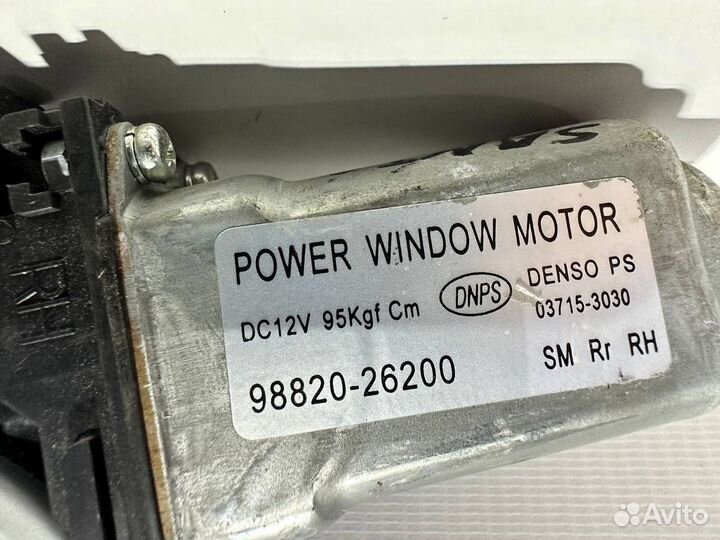 POWER WINDOW MOTOR
DC12V 95Kgf Cm
DNPS
DENSO PS
03715-3030
98820-26200
SM Rr RH
RH
Avito